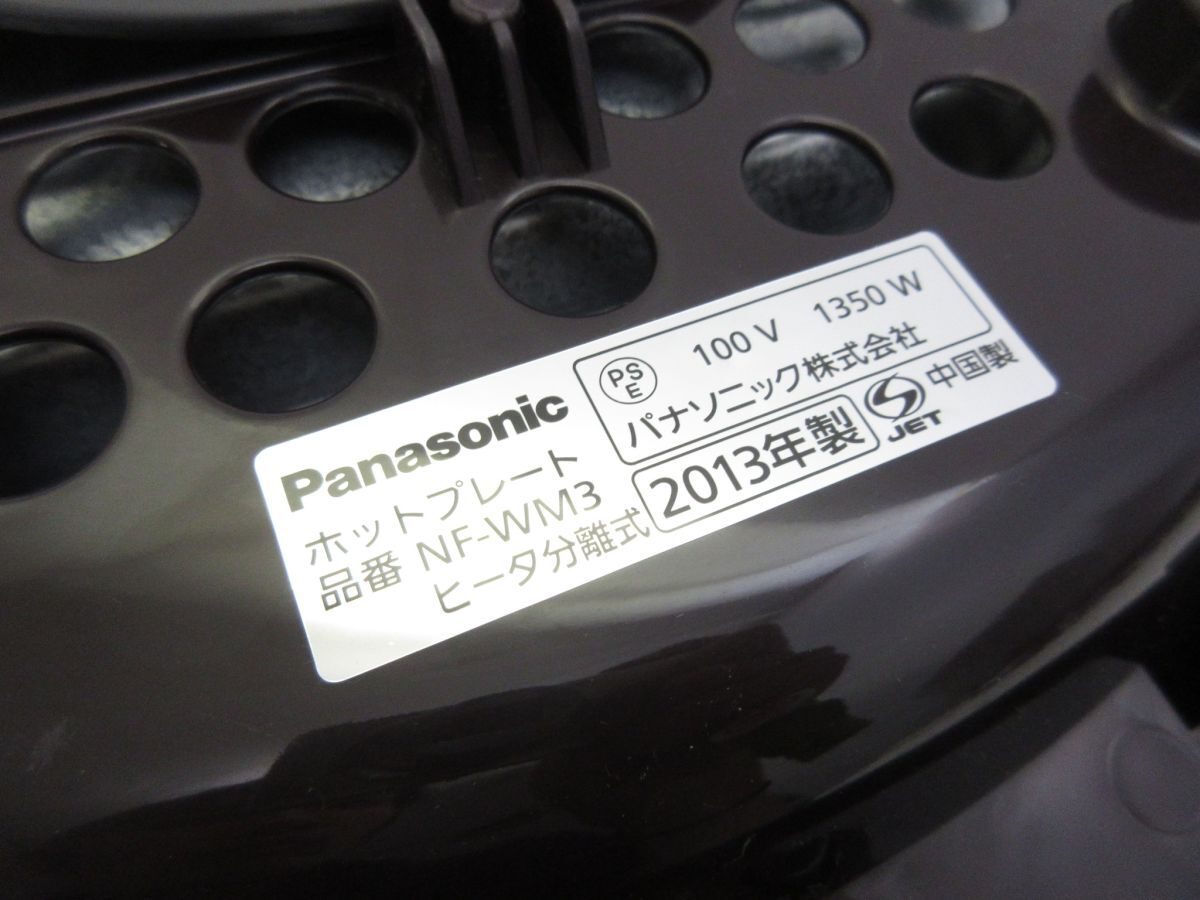 Panasonic
ホットプレート
品番 NF-WM3
ヒータ分離式
PS
E
100 V 1350 W
パナソニック株式会社
2013年製
JET
中国製